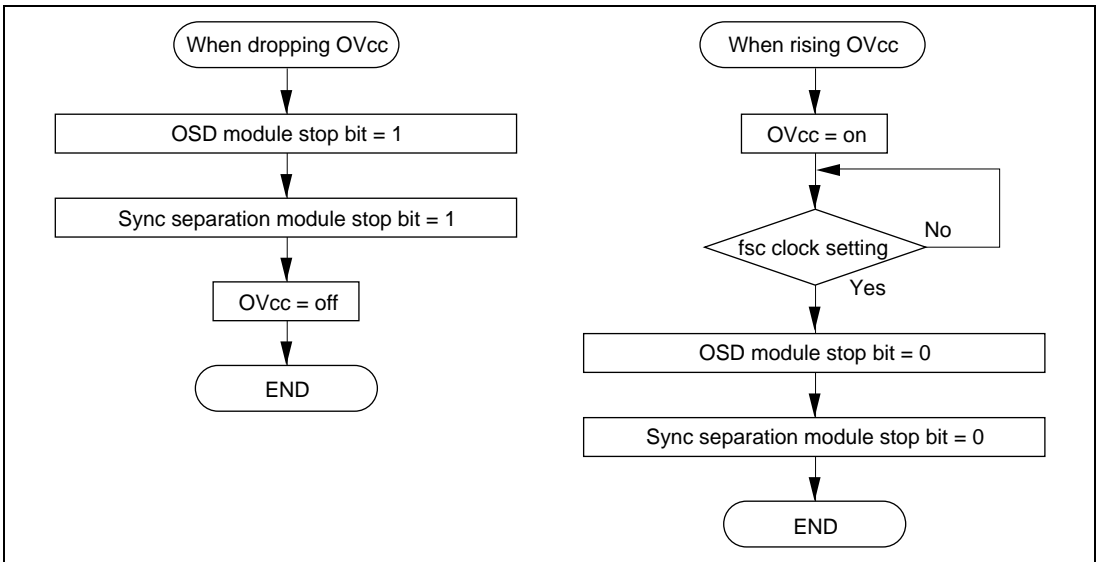 When dropping OVcc
OSD module stop bit = 1
Sync separation module stop bit = 1
OVcc = off
END
When rising OVcc
OVcc = on
fsc clock setting
No
Yes
OSD module stop bit = 0
Sync separation module stop bit = 0
END